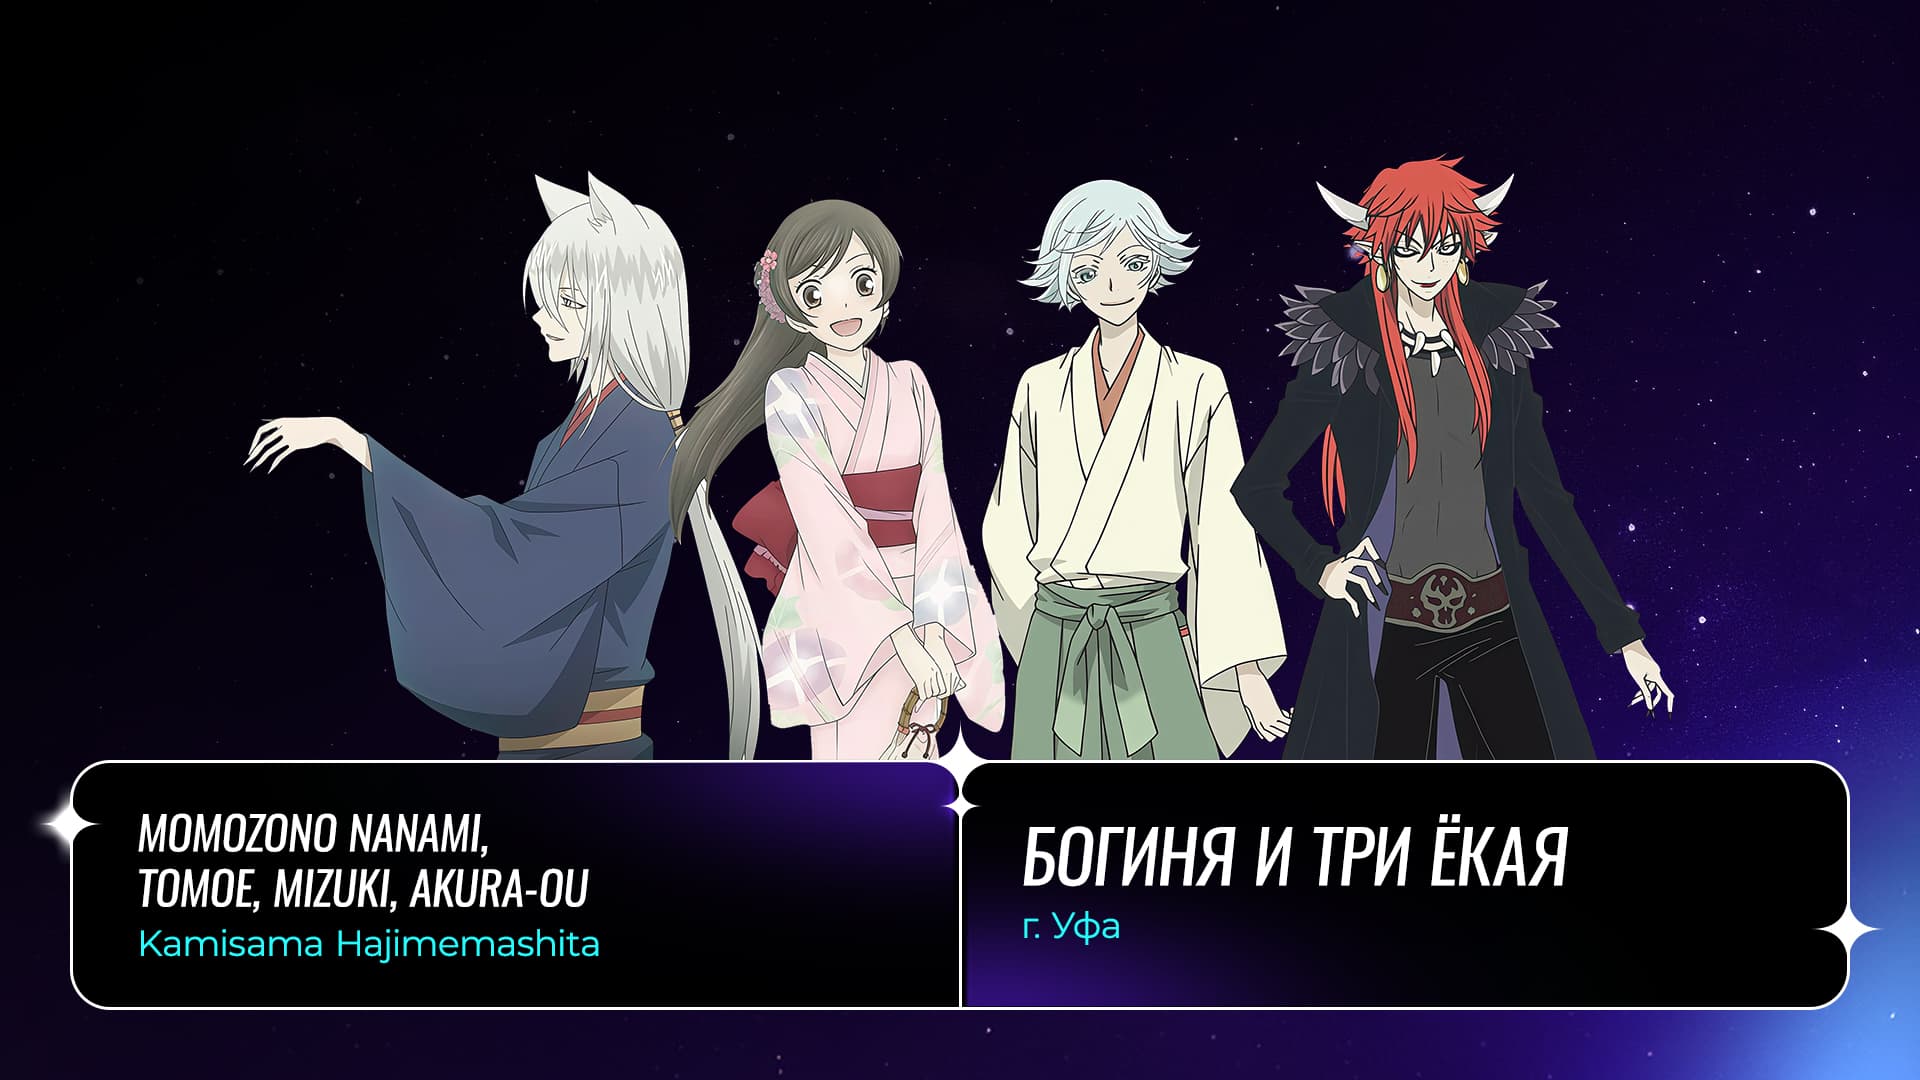 MOMOZONO NANAMI,
TOMOE, MIZUKI, AKURA-OU
Kamisama Hajimemashita
БОГИНЯ И ТРИ ЁКАЯ
г. Уфа